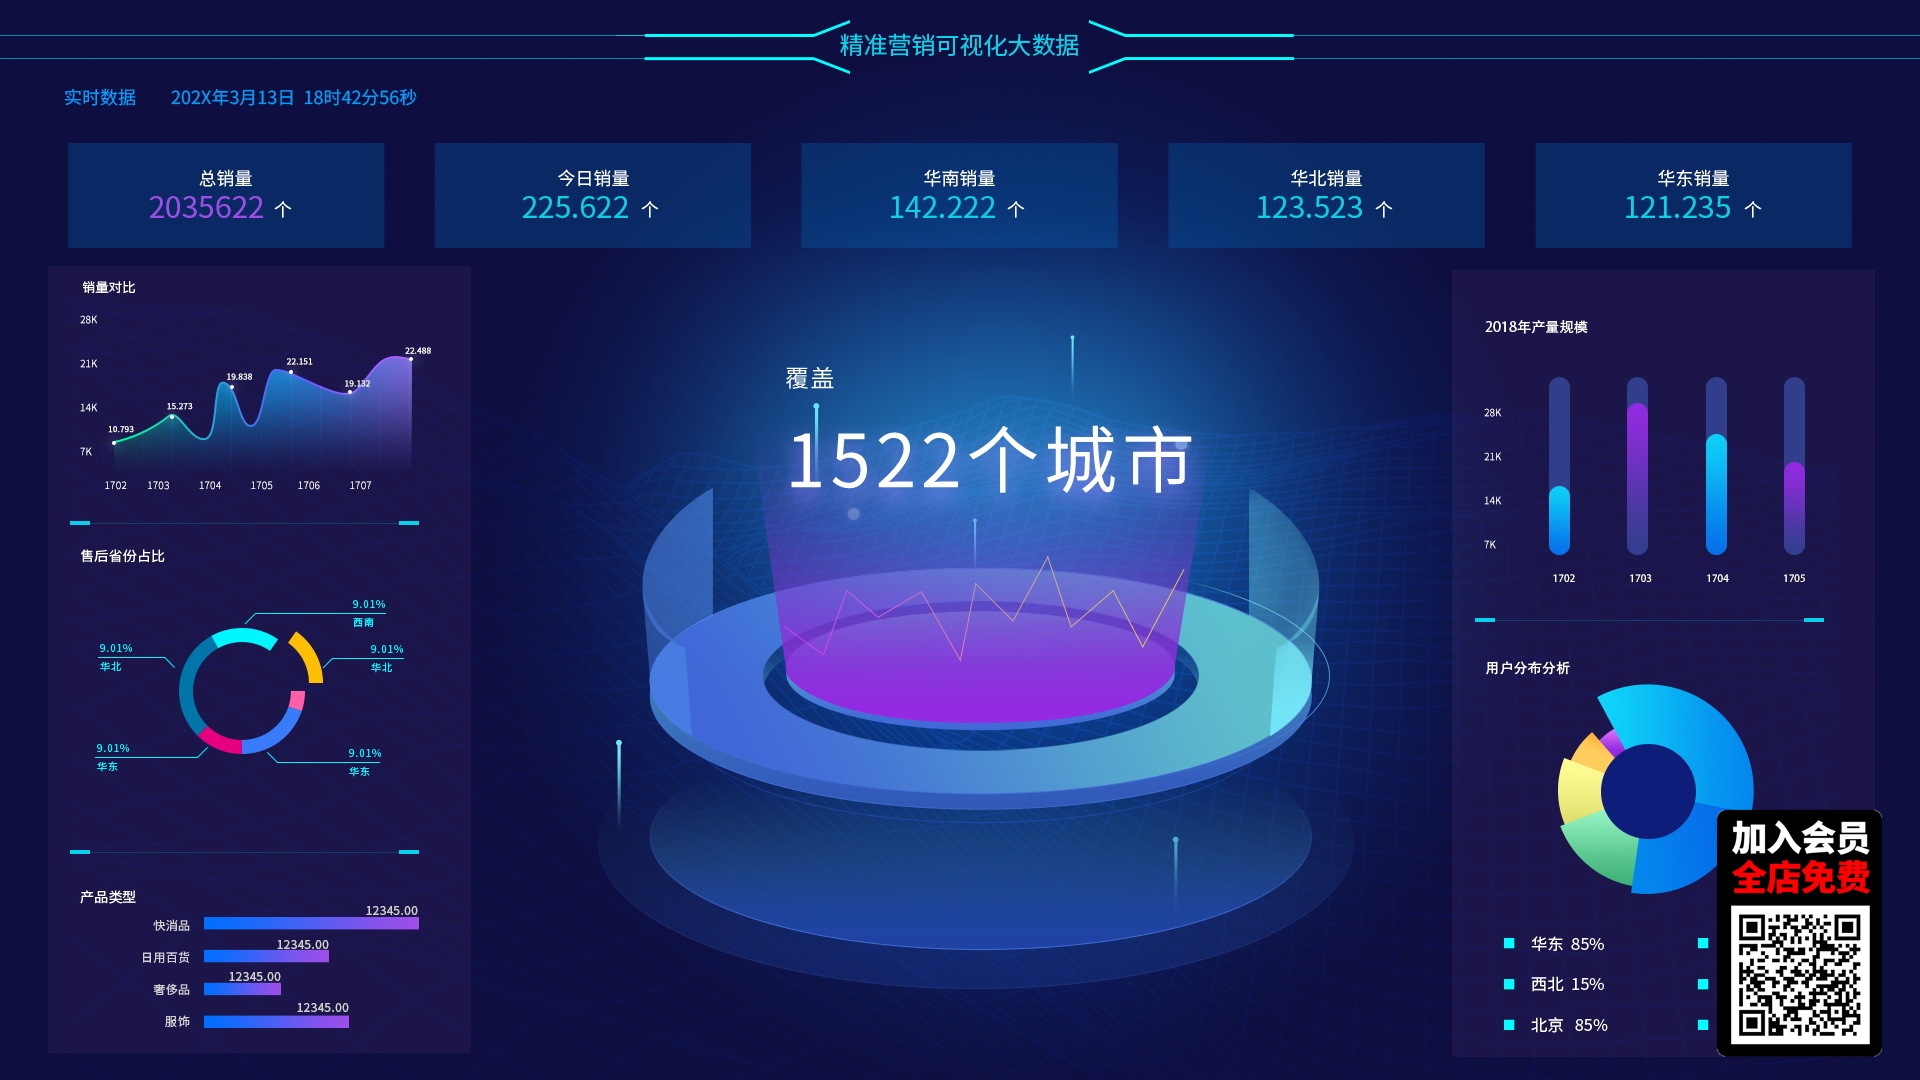 精准营销可视化大数据
实时数据 202X年3月13日 18时42分56秒
总销量
2035622 个
今日销量
225.622 个
华南销量
142.222 个
华北销量
123.523 个
华东销量
121.235 个
销量对比
28K
21K
14K
7K
10.793
15.273
19.838
22.151
19.132
22.488
1702 1703 1704 1705 1706 1707
售后省份占比
9.01%
西南
9.01%
华北
9.01%
华北
9.01%
华东
9.01%
华东
产品类型
12345.00
快消品
12345.00
日用百货
12345.00
奢侈品
12345.00
服饰
覆盖
1522个城市
2018年产量规模
28K
21K
14K
7K
1702 1703 1704 1705
用户分布分析
华东 85%
西北 15%
北京 85%
加入会员
全店免费